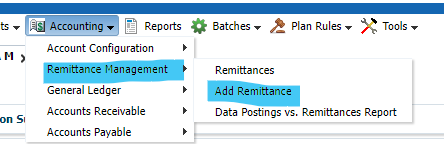 ts Accounting Reports Batches Plan Rules Tools
A M Account Configuration
Remittance Management Remittances
General Ledger Add Remittance
on Su Accounts Receivable Data Postings vs. Remittances Report
Accounts Payable